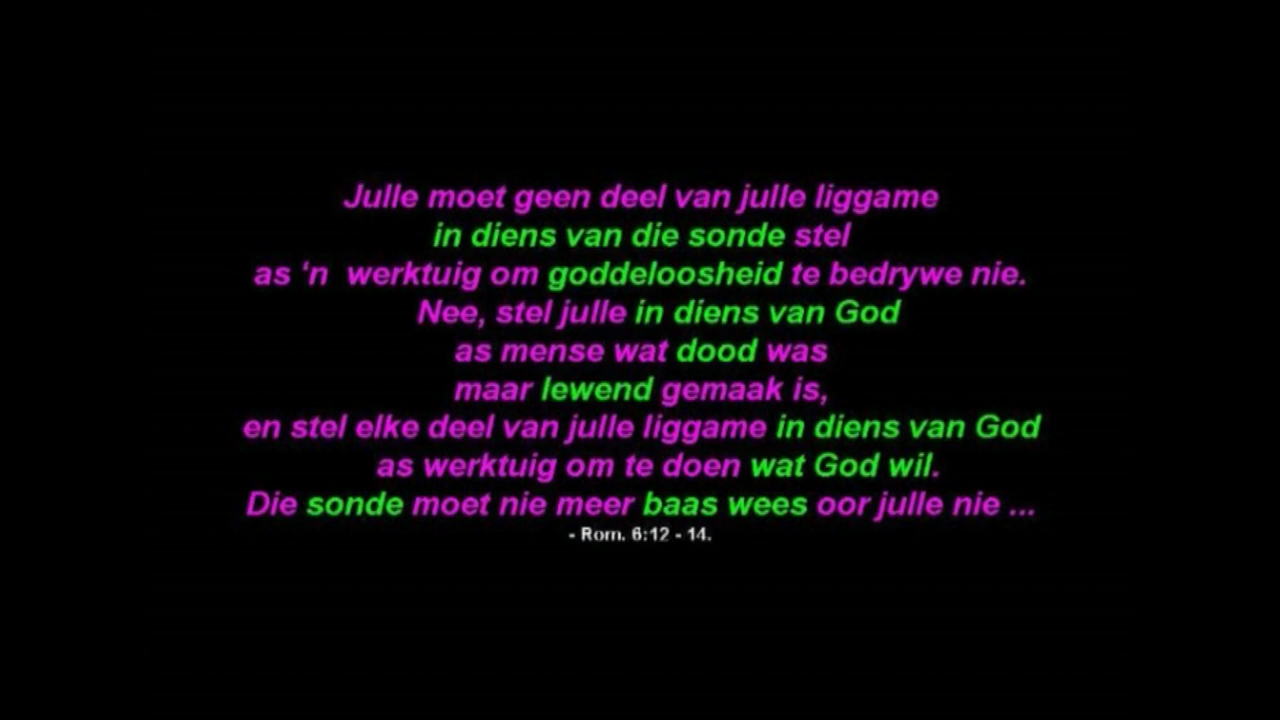 Julle moet geen deel van julle liggame
in diens van die sonde stel
as ‘n  werktuig om goddeloosheid te bedrywe nie.
Nee, stel julle in diens van God
as mense wat dood was
maar lewend gemaak is,
en stel elke deel van julle liggame in diens van God
as werktuig om te doen wat God wil.
Die sonde moet nie meer baas wees oor julle nie ...
- Rom. 6:12 - 14.